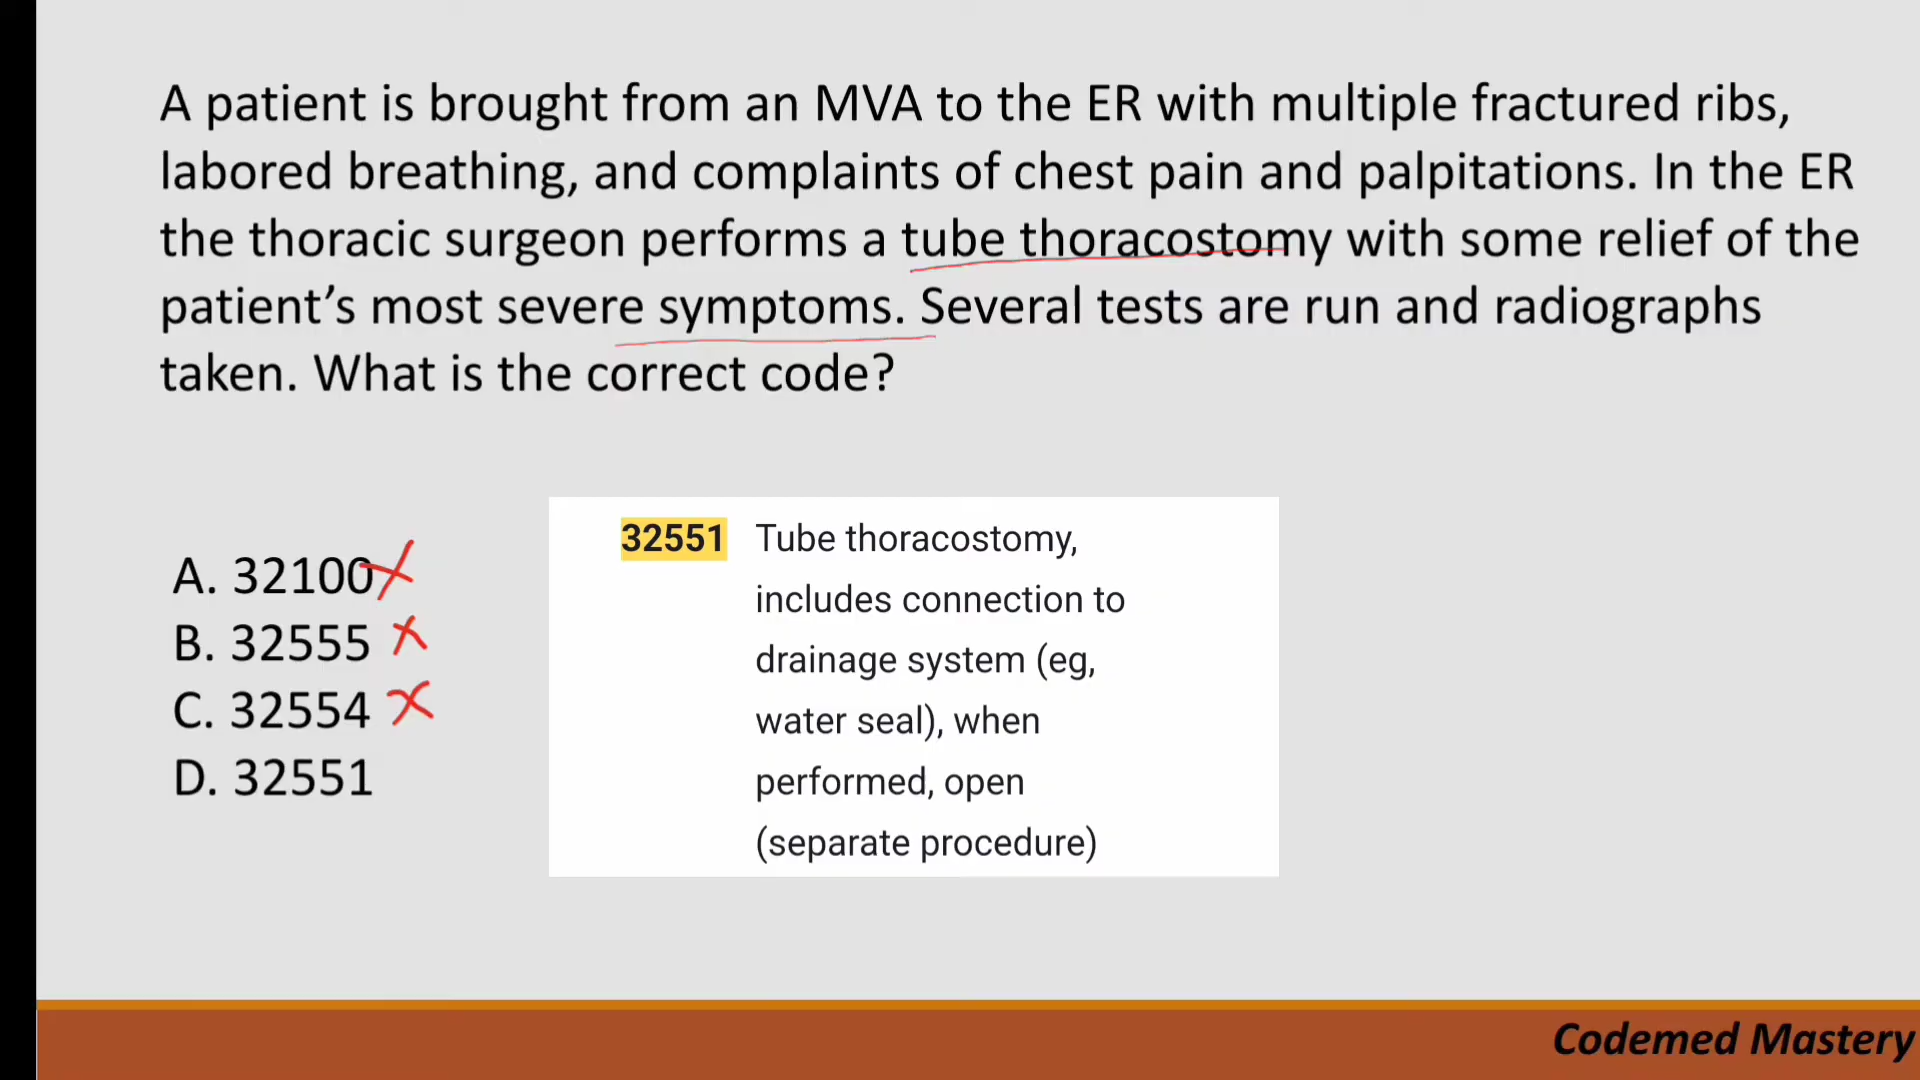 A patient is brought from an MVA to the ER with multiple fractured ribs,
labored breathing, and complaints of chest pain and palpitations. In the ER
the thoracic surgeon performs a tube thoracostomy with some relief of the
patient’s most severe symptoms. Several tests are run and radiographs
taken. What is the correct code?
A. 32100
B. 32555
C. 32554
D. 32551
32551 Tube thoracostomy,
includes connection to
drainage system (eg,
water seal), when
performed, open
(separate procedure)
Codemed Mastery